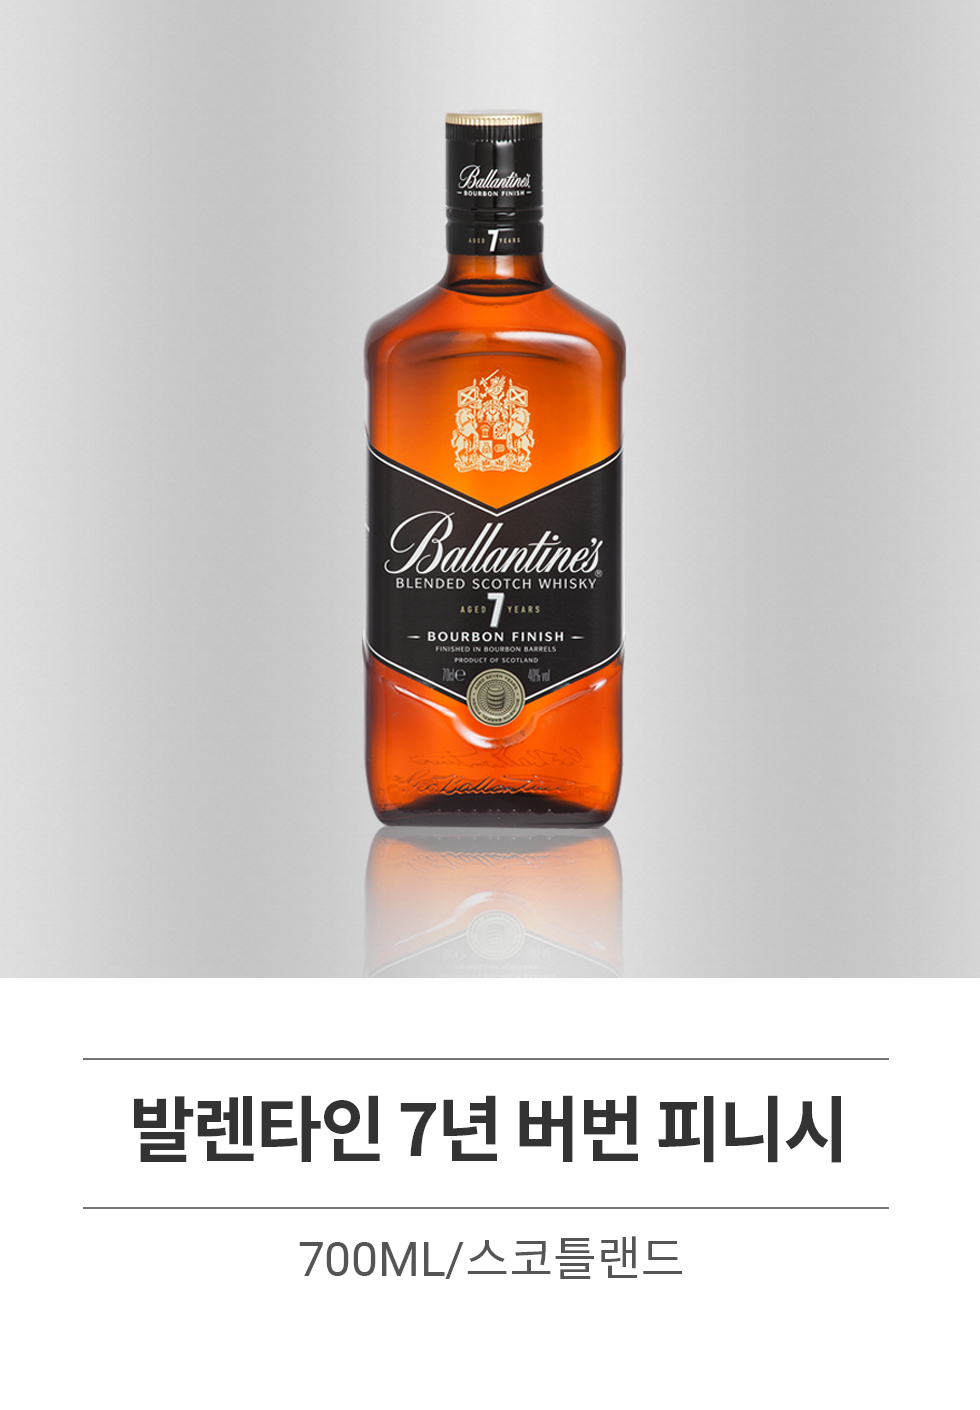 Ballantine's
BOURBON FINISH
AGED 7 YEARS
Ballantine's®
BLENDED SCOTCH WHISKY
AGED 7 YEARS
BOURBON FINISH
FINISHED IN BOURBON BARRELS
PRODUCT OF SCOTLAND
70cl℮ 40% vol
Geo Ballantine
발렌타인 7년 버번 피니시
700ML/스코틀랜드